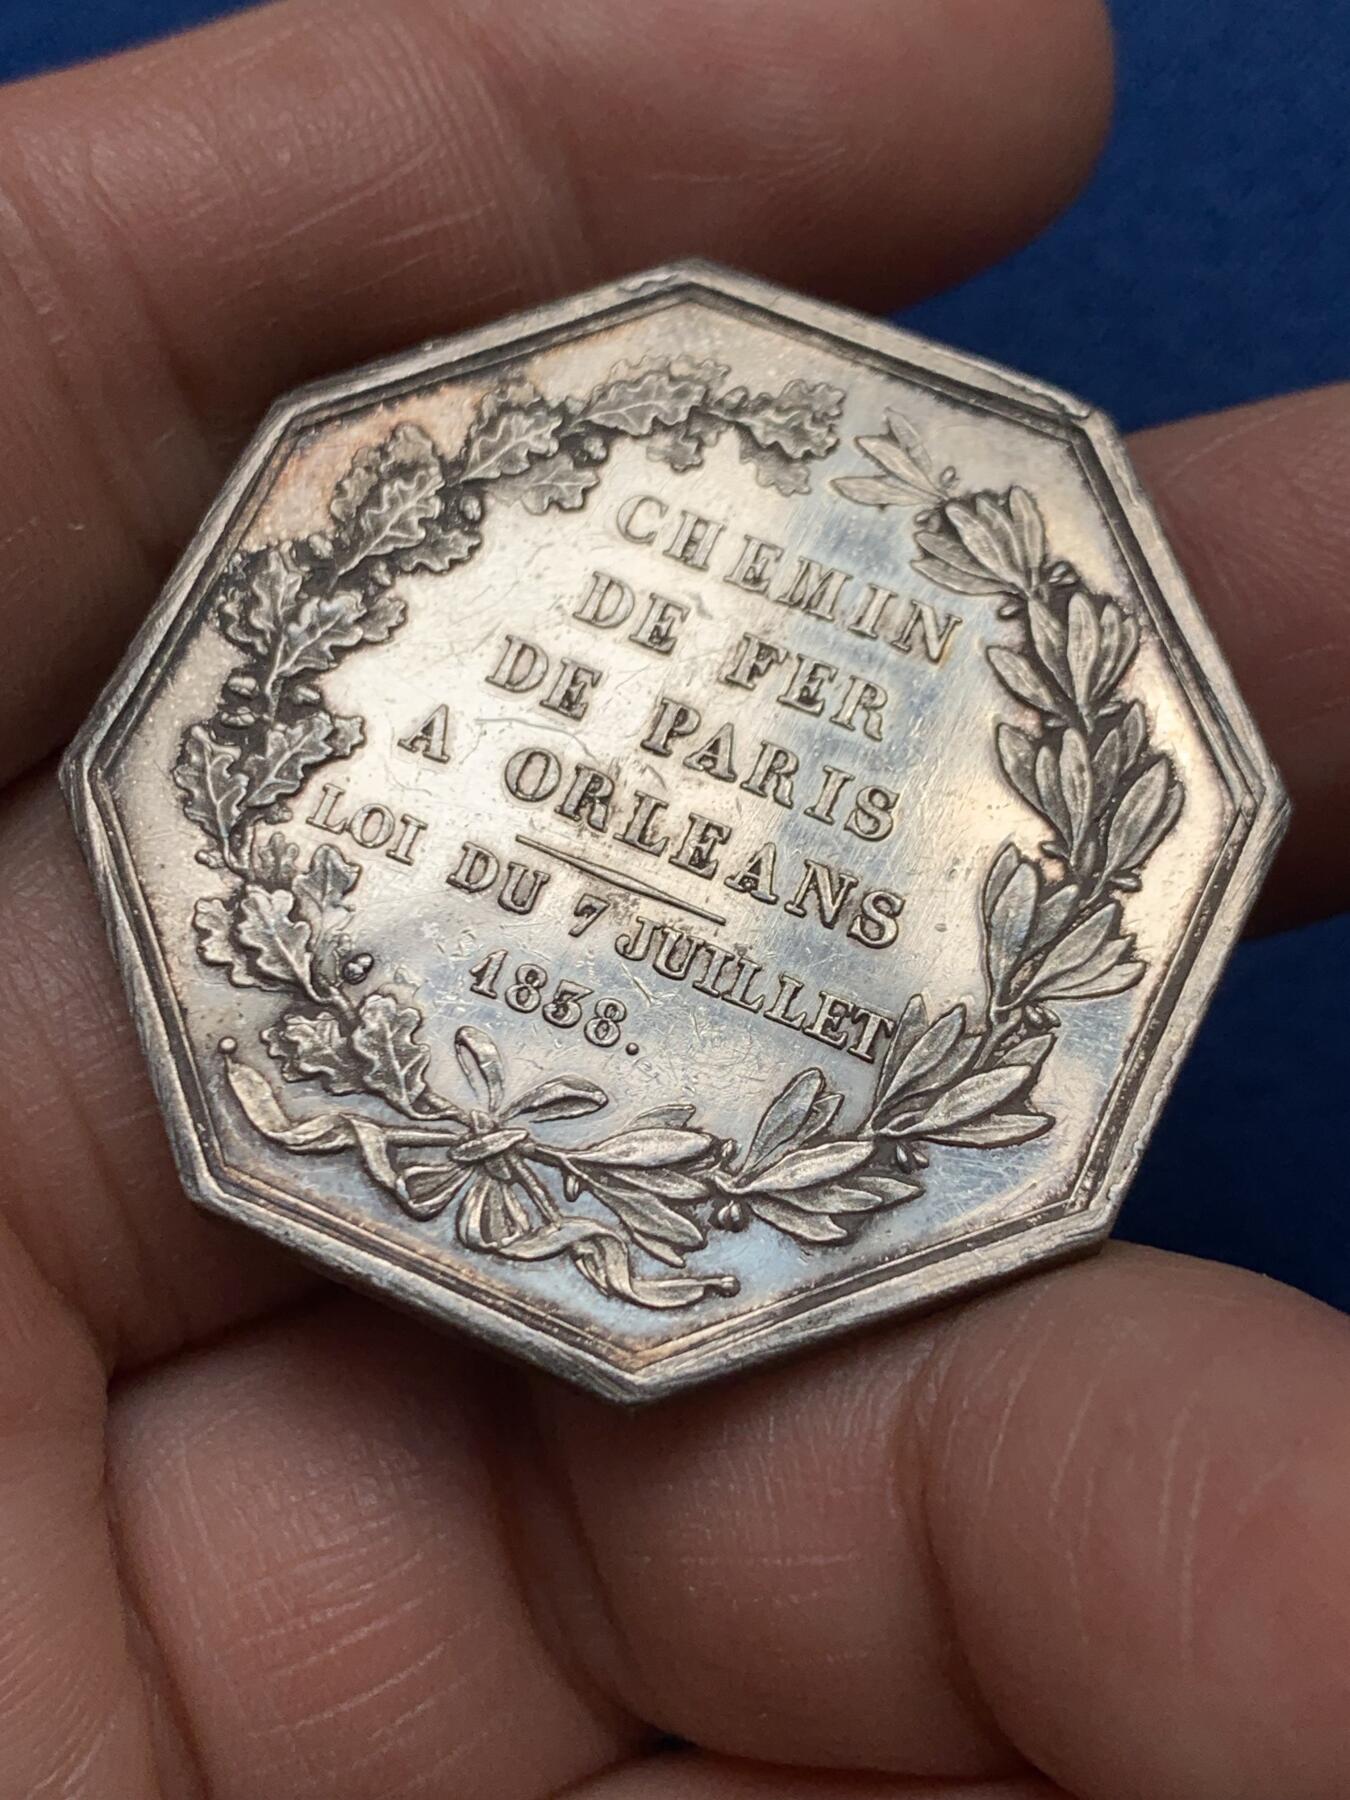 CHEMIN
DE FER
DE PARIS
A ORLEANS
LOI DU 7 JUILLET
1838.